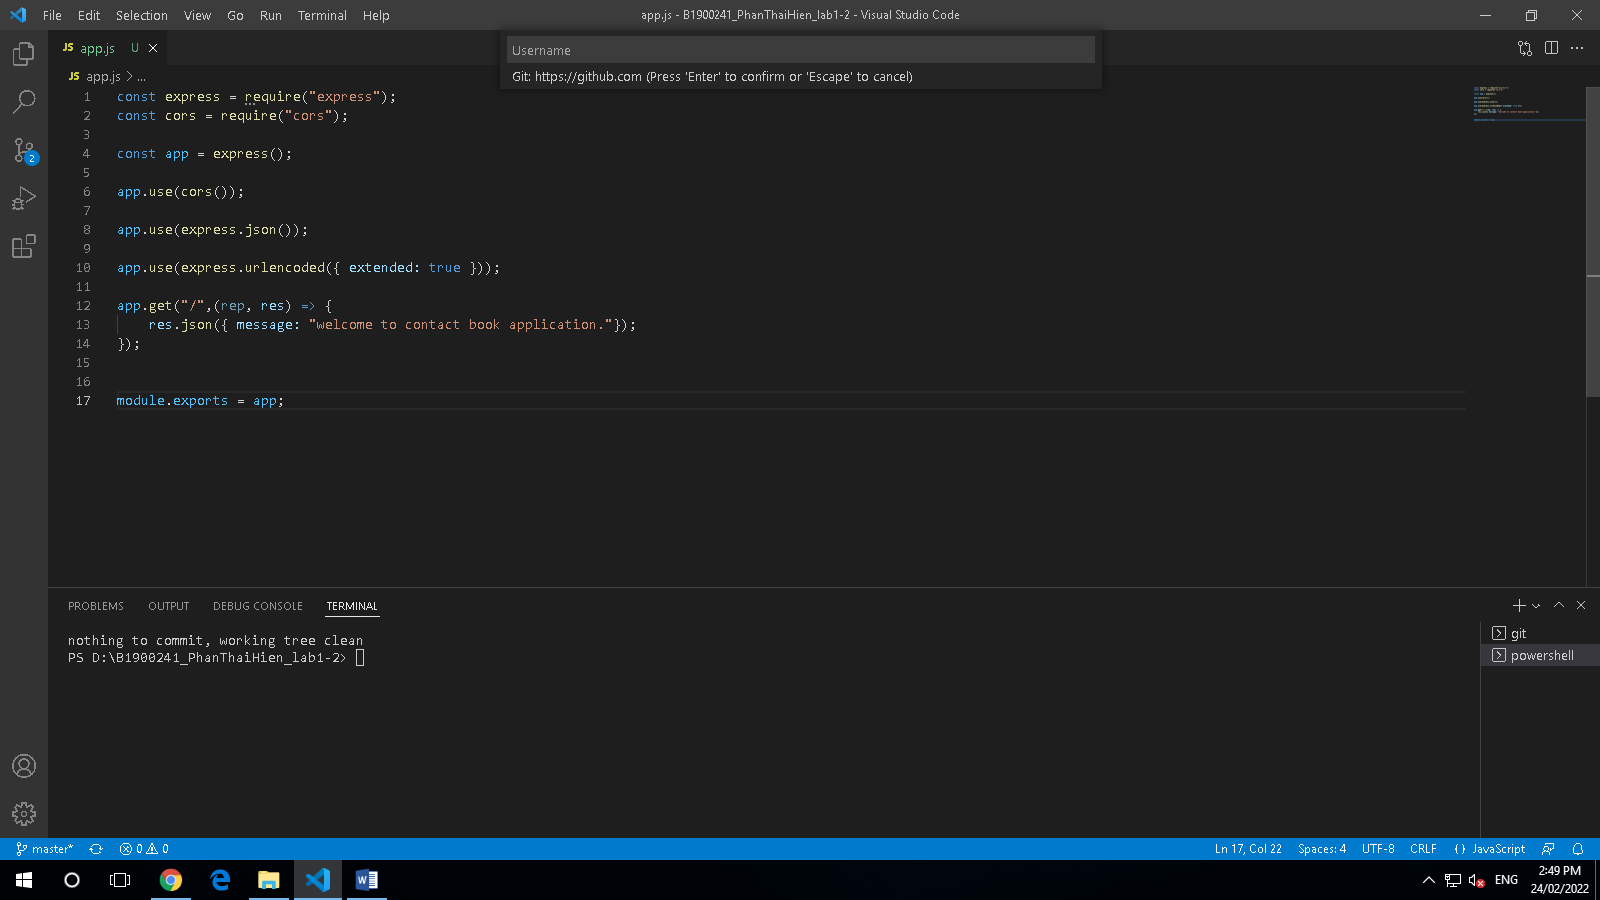 File Edit Selection View Go Run Terminal Help
app.js - B1900241_PhanThaiHien_lab1-2 - Visual Studio Code
JS app.js U
Username
Git: https://github.com (Press 'Enter' to confirm or 'Escape' to cancel)
JS app.js > ...
1 const express = require("express");
2 const cors = require("cors");
3
4 const app = express();
5
6 app.use(cors());
7
8 app.use(express.json());
9
10 app.use(express.urlencoded({ extended: true }));
11
12 app.get("/",(rep, res) => {
13 res.json({ message: "welcome to contact book application."});
14 });
15
16
17 module.exports = app;
2
PROBLEMS OUTPUT DEBUG CONSOLE TERMINAL
nothing to commit, working tree clean
PS D:\B1900241_PhanThaiHien_lab1-2>
git
powershell
master* 0 0
Ln 17, Col 22 Spaces: 4 UTF-8 CRLF {} JavaScript
ENG
2:49 PM
24/02/2022